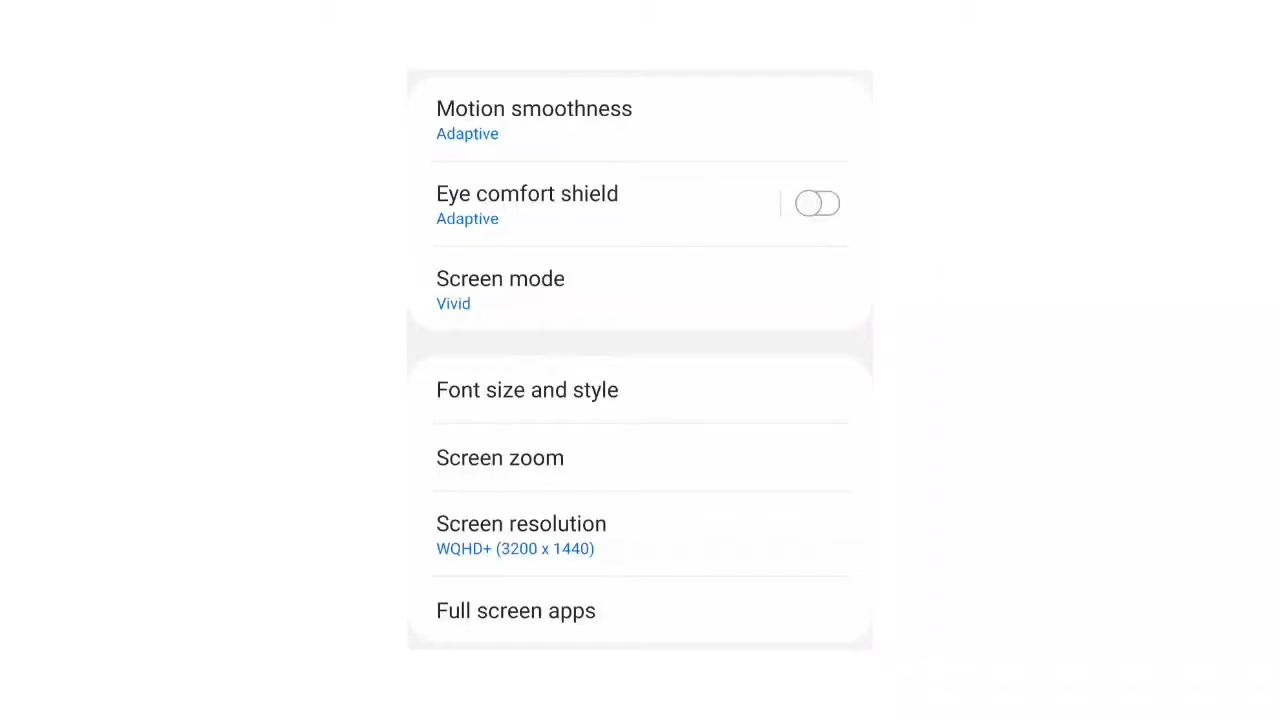 Motion smoothness
Adaptive
Eye comfort shield
Adaptive
Screen mode
Vivid
Font size and style
Screen zoom
Screen resolution
WQHD+ (3200 x 1440)
Full screen apps